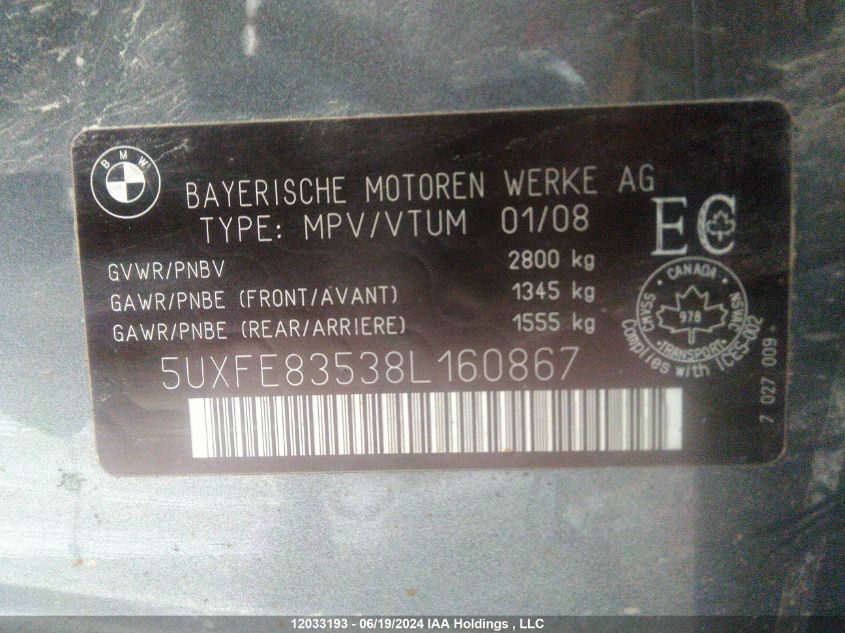 BMW
BAYERISCHE MOTOREN WERKE AG
TYPE: MPV/VTUM 01/08
EC
GVWR/PNBV 2800 kg
GAWR/PNBE (FRONT/AVANT) 1345 kg
GAWR/PNBE (REAR/ARRIERE) 1555 kg
CANADA
CMVSS
NSVAC
978
TRANSPORT
Complies with ICES-002
7 027 009
5UXFE83538L160867
12033193 - 06/19/2024 IAA Holdings , LLC